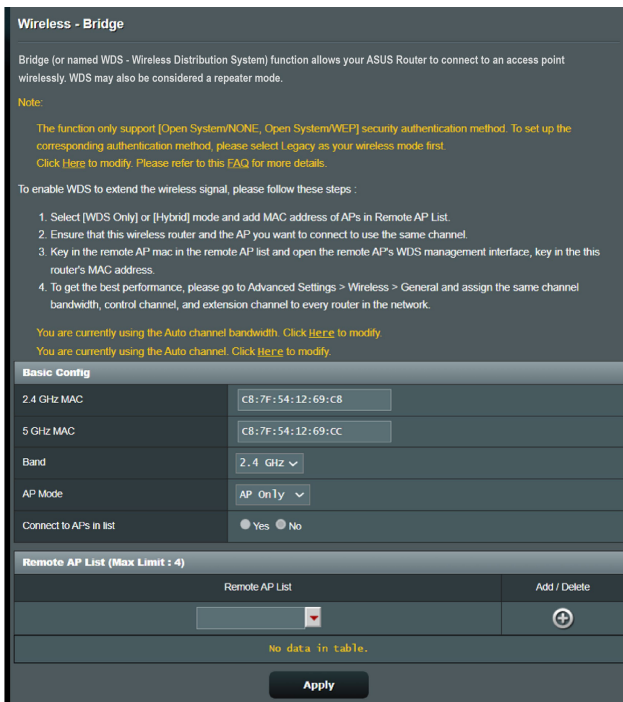 Wireless - Bridge
Bridge (or named WDS - Wireless Distribution System) function allows your ASUS Router to connect to an access point
wirelessly. WDS may also be considered a repeater mode.
Note:
The function only support [Open System/NONE, Open System/WEP] security authentication method. To set up the
corresponding authentication method, please select Legacy as your wireless mode first.
Click Here to modify. Please refer to this FAQ for more details.
To enable WDS to extend the wireless signal, please follow these steps :
1. Select [WDS Only] or [Hybrid] mode and add MAC address of APs in Remote AP List.
2. Ensure that this wireless router and the AP you want to connect to use the same channel.
3. Key in the remote AP mac in the remote AP list and open the remote AP's WDS management interface, key in the this
router's MAC address.
4. To get the best performance, please go to Advanced Settings > Wireless > General and assign the same channel
bandwidth, control channel, and extension channel to every router in the network.
You are currently using the Auto channel bandwidth. Click Here to modify.
You are currently using the Auto channel. Click Here to modify.
Basic Config
2.4 GHz MAC C8:7F:54:12:69:C8
5 GHz MAC C8:7F:54:12:69:CC
Band 2.4 GHz
AP Mode AP Only
Connect to APs in list Yes No
Remote AP List (Max Limit : 4)
Remote AP List Add / Delete
No data in table.
Apply